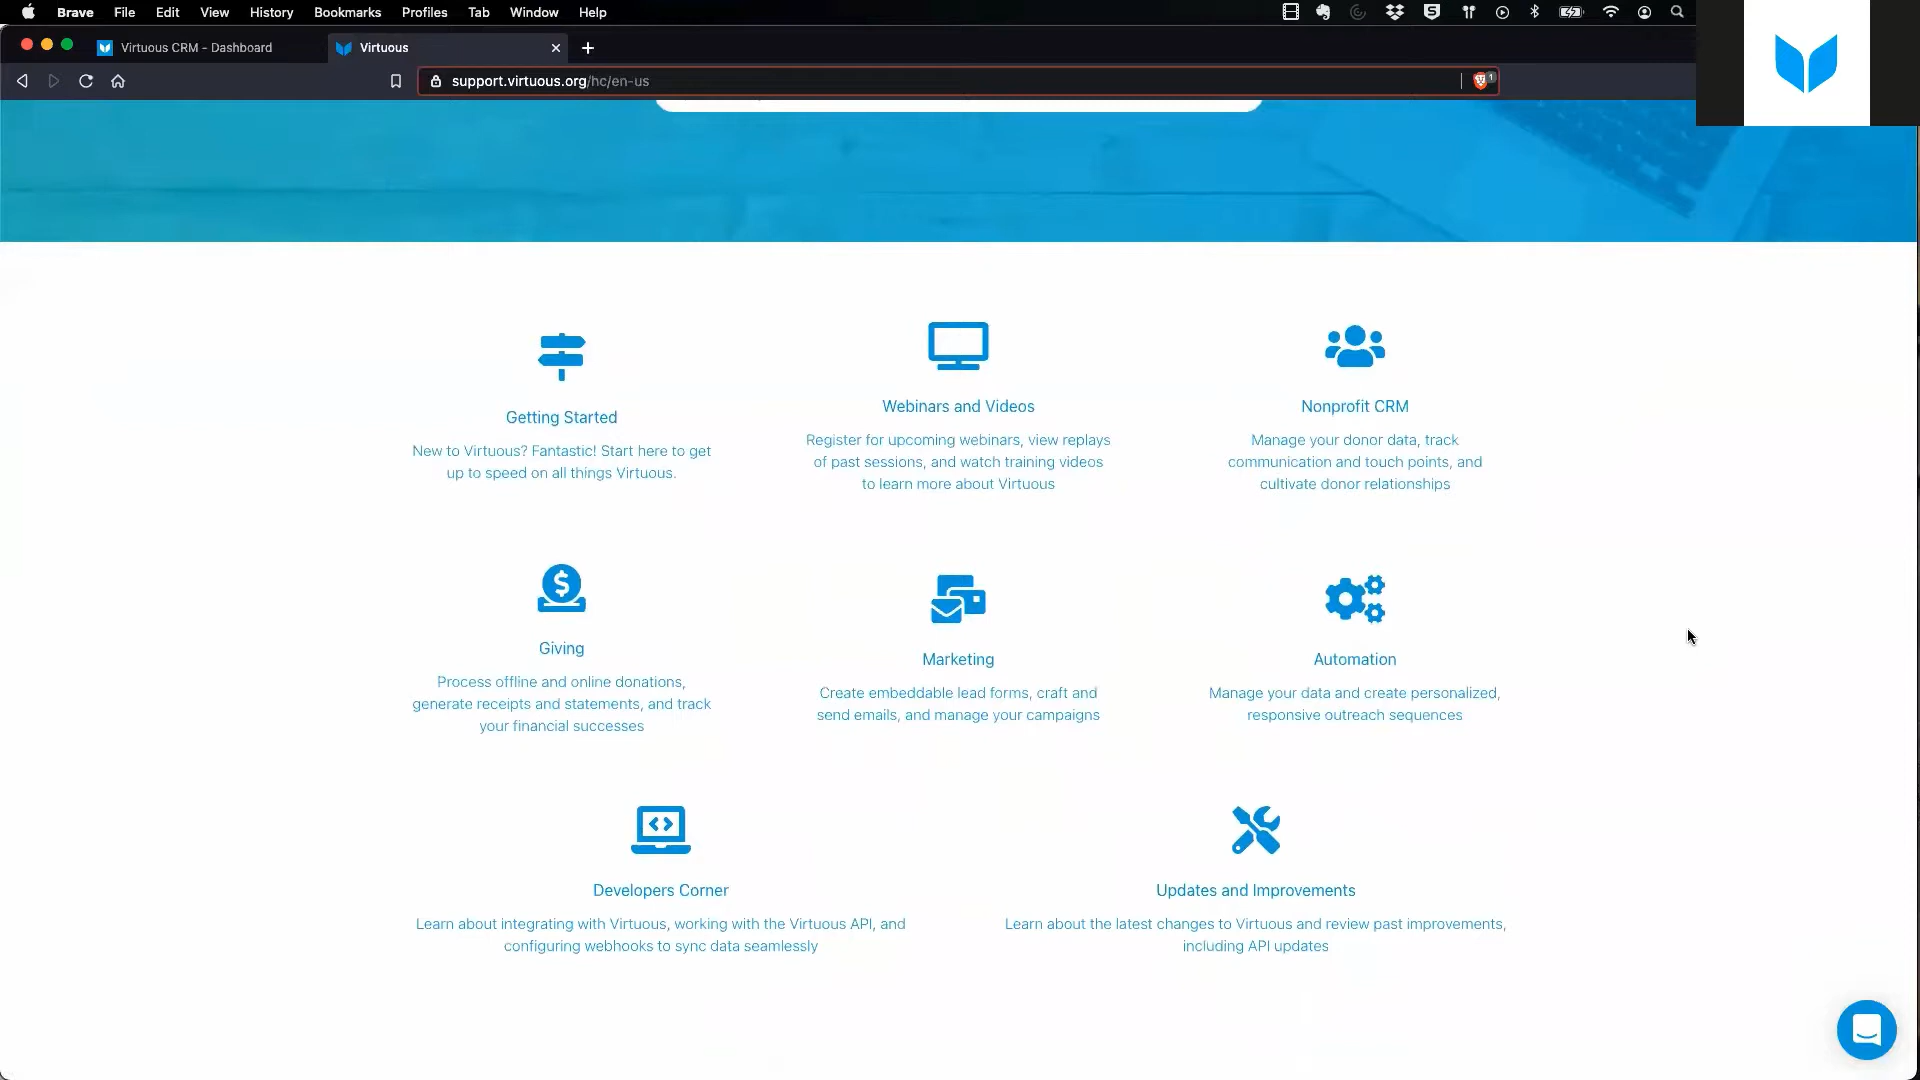 Brave File Edit View History Bookmarks Profiles Tab Window Help
Virtuous CRM - Dashboard Virtuous
support.virtuous.org/hc/en-us 1
Getting Started
New to Virtuous? Fantastic! Start here to get
up to speed on all things Virtuous.
Webinars and Videos
Register for upcoming webinars, view replays
of past sessions, and watch training videos
to learn more about Virtuous
Nonprofit CRM
Manage your donor data, track
communication and touch points, and
cultivate donor relationships
Giving
Process offline and online donations,
generate receipts and statements, and track
your financial successes
Marketing
Create embeddable lead forms, craft and
send emails, and manage your campaigns
Automation
Manage your data and create personalized,
responsive outreach sequences
Developers Corner
Learn about integrating with Virtuous, working with the Virtuous API, and
configuring webhooks to sync data seamlessly
Updates and Improvements
Learn about the latest changes to Virtuous and review past improvements,
including API updates